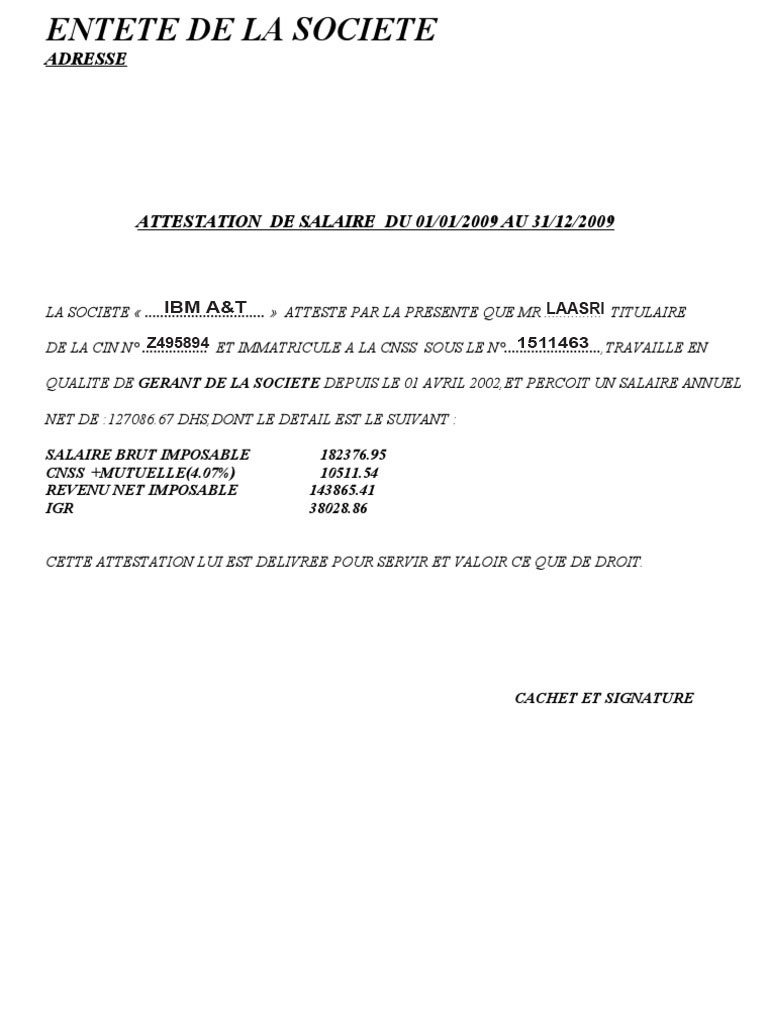 ENTETE DE LA SOCIETE
ADRESSE
ATTESTATION DE SALAIRE DU 01/01/2009 AU 31/12/2009
LA SOCIETE « IBM A&T » ATTESTE PAR LA PRESENTE QUE MR LAASRI TITULAIRE
DE LA CIN N° Z495894 ET IMMATRICULE A LA CNSS SOUS LE N° 1511463 ,TRAVAILLE EN
QUALITE DE GERANT DE LA SOCIETE DEPUIS LE 01 AVRIL 2002,ET PERCOIT UN SALAIRE ANNUEL
NET DE :127086.67 DHS,DONT LE DETAIL EST LE SUIVANT :
SALAIRE BRUT IMPOSABLE 182376.95
CNSS +MUTUELLE(4.07%) 10511.54
REVENU NET IMPOSABLE 143865.41
IGR 38028.86
CETTE ATTESTATION LUI EST DELIVREE POUR SERVIR ET VALOIR CE QUE DE DROIT.
CACHET ET SIGNATURE